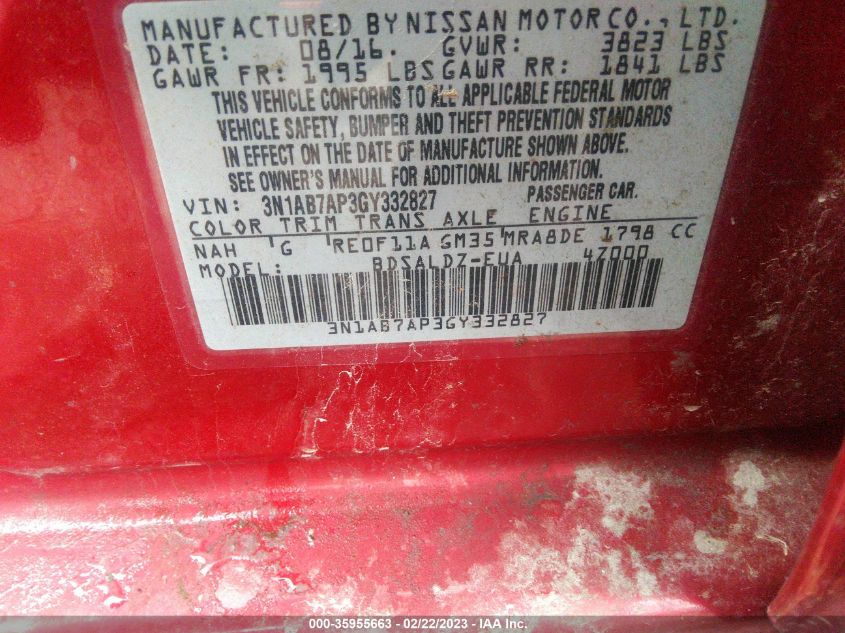 MANUFACTURED BY NISSAN MOTOR CO., LTD.
DATE: 08/16. GVWR: 3823 LBS
GAWR FR: 1995 LBS GAWR RR: 1841 LBS
THIS VEHICLE CONFORMS TO ALL APPLICABLE FEDERAL MOTOR
VEHICLE SAFETY, BUMPER AND THEFT PREVENTION STANDARDS
IN EFFECT ON THE DATE OF MANUFACTURE SHOWN ABOVE.
SEE OWNER'S MANUAL FOR ADDITIONAL INFORMATION.
VIN: 3N1AB7AP3GY332827 PASSENGER CAR.
COLOR TRIM TRANS AXLE ENGINE
NAH G RE0F11A GM35 MRA8DE 1798 CC
MODEL: BDSALDZ-EUA 47000
3N1AB7AP3GY332827
000-35955663 - 02/22/2023 - IAA Inc.